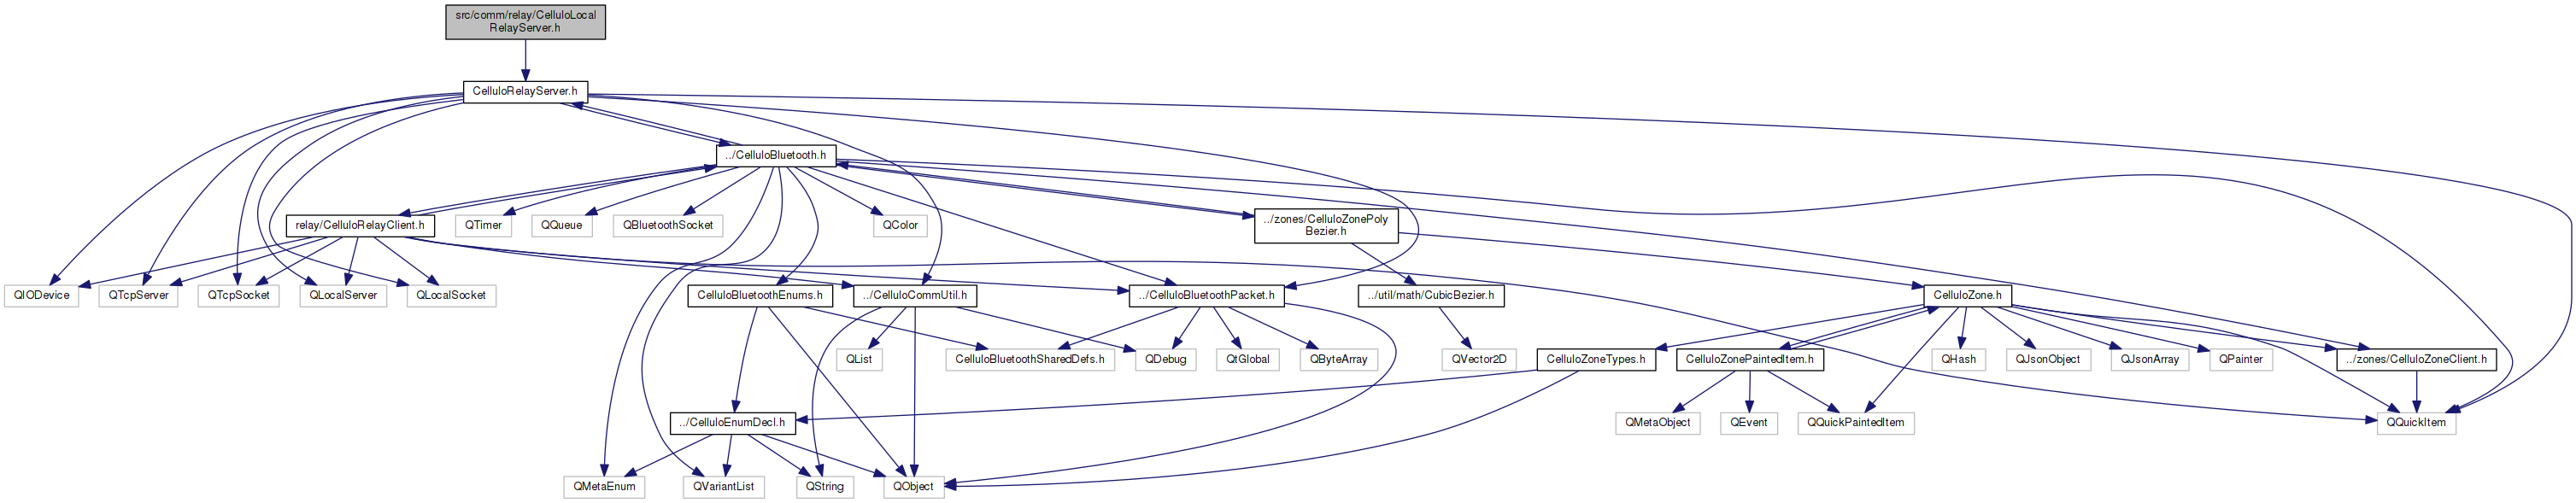 src/comm/relay/CelluloLocal
RelayServer.h
CelluloRelayServer.h
../CelluloBluetooth.h
relay/CelluloRelayClient.h
QTimer
QQueue
QBluetoothSocket
QColor
../zones/CelluloZonePoly
Bezier.h
QIODevice
QTcpServer
QTcpSocket
QLocalServer
QLocalSocket
CelluloBluetoothEnums.h
../CelluloCommUtil.h
../CelluloBluetoothPacket.h
../util/math/CubicBezier.h
CelluloZone.h
QList
CelluloBluetoothSharedDefs.h
QDebug
QtGlobal
QByteArray
QVector2D
CelluloZoneTypes.h
CelluloZonePaintedItem.h
QHash
QJsonObject
QJsonArray
QPainter
../zones/CelluloZoneClient.h
../CelluloEnumDecl.h
QMetaObject
QEvent
QQuickPaintedItem
QQuickItem
QMetaEnum
QVariantList
QString
QObject